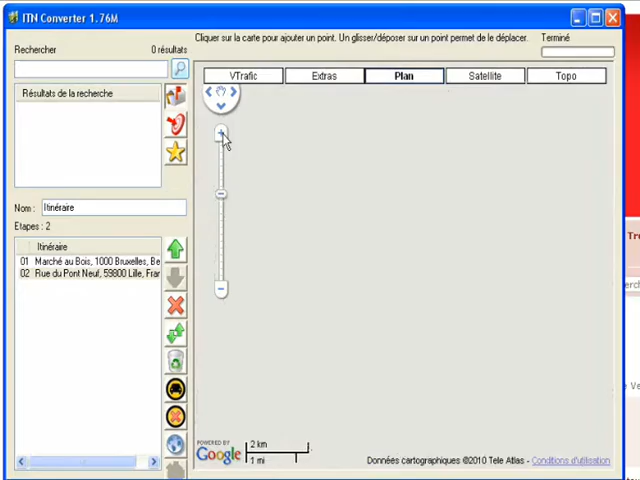 ITN Converter 1.76M
Rechercher 0 résultats
Cliquer sur la carte pour ajouter un point. Un glisser/déposer sur un point permet de le déplacer.
Terminé
VTrafic Extras Plan Satellite Topo
Résultats de la recherche
Nom : Itinéraire
Etapes : 2
Itinéraire
01 Marché au Bois, 1000 Bruxelles, Be
02 Rue du Pont Neuf, 59800 Lille, Fran
POWERED BY
Google
2 km
1 mi
Données cartographiques ©2010 Tele Atlas - Conditions d'utilisation